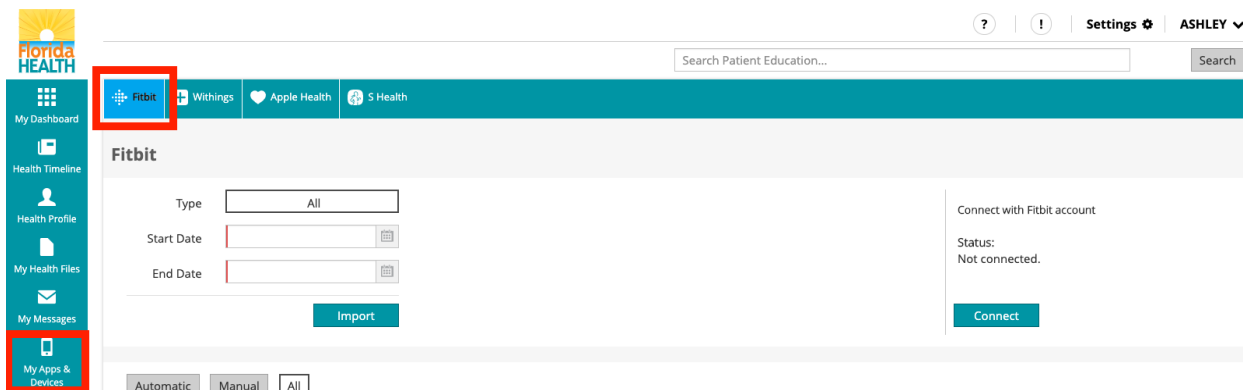 Florida
HEALTH
? ! Settings ASHLEY
Search Patient Education... Search
Fitbit Withings Apple Health S Health
My Dashboard
Health Timeline
Health Profile
My Health Files
My Messages
My Apps &
Devices
Fitbit
Type All
Start Date
End Date
Import
Connect with Fitbit account
Status:
Not connected.
Connect
Automatic Manual All